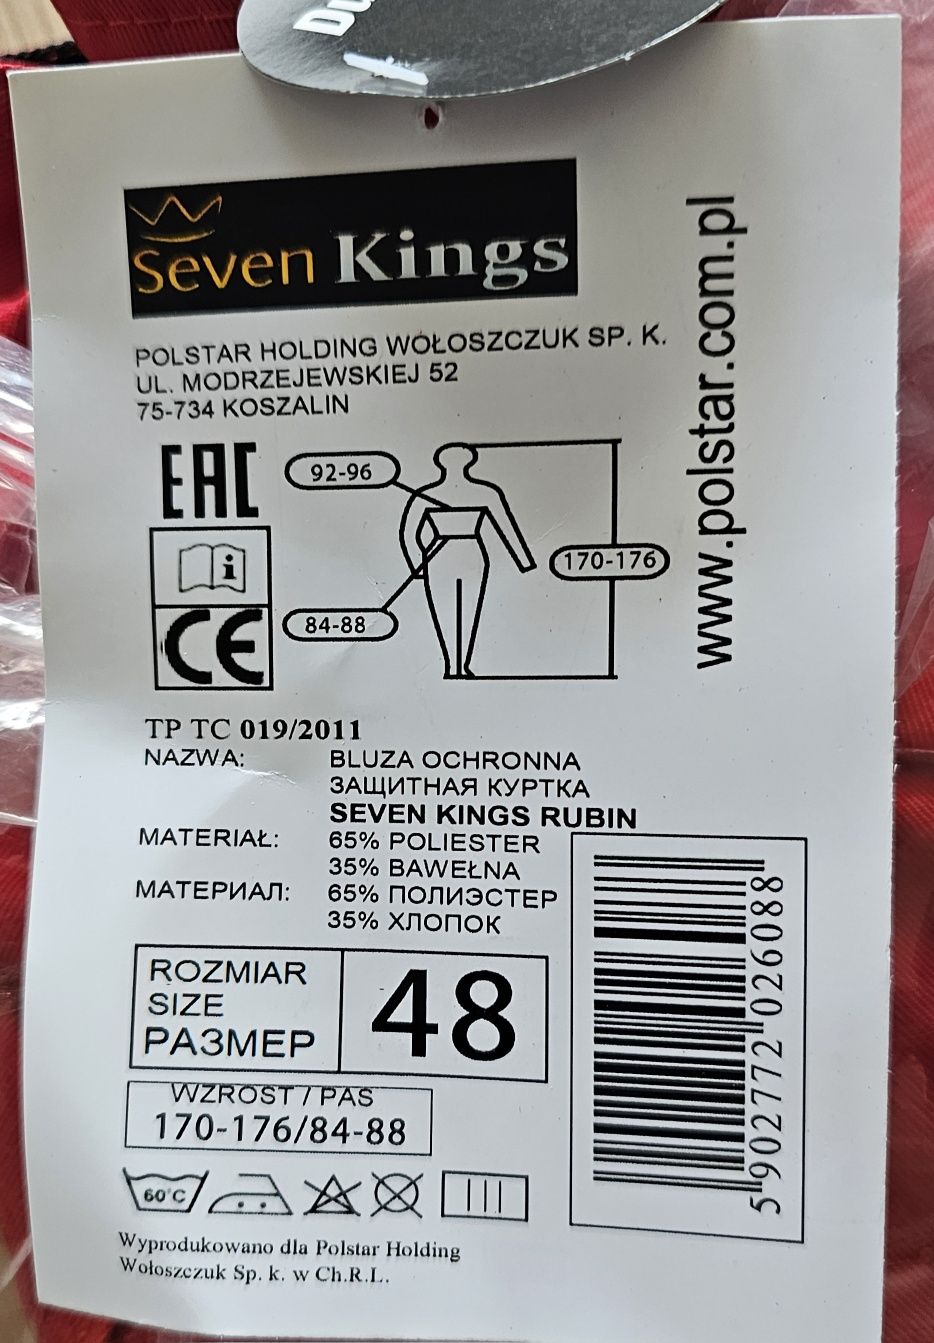 Du
Seven Kings
POLSTAR HOLDING WOŁOSZCZUK SP. K.
UL. MODRZEJEWSKIEJ 52
75-734 KOSZALIN
www.polstar.com.pl
EAC
92-96
170-176
84-88
i
CE
TP TC 019/2011
NAZWA: BLUZA OCHRONNA
ЗАЩИТНАЯ КУРТКА
SEVEN KINGS RUBIN
MATERIAŁ: 65% POLIESTER
35% BAWEŁNA
МАТЕРИАЛ: 65% ПОЛИЭСТЕР
35% ХЛОПОК
ROZMIAR
SIZE
РАЗМЕР
48
WZROST / PAS
170-176/84-88
60°C
5 902772 026088
Wyprodukowano dla Polstar Holding
Wołoszczuk Sp. k. w Ch.R.L.